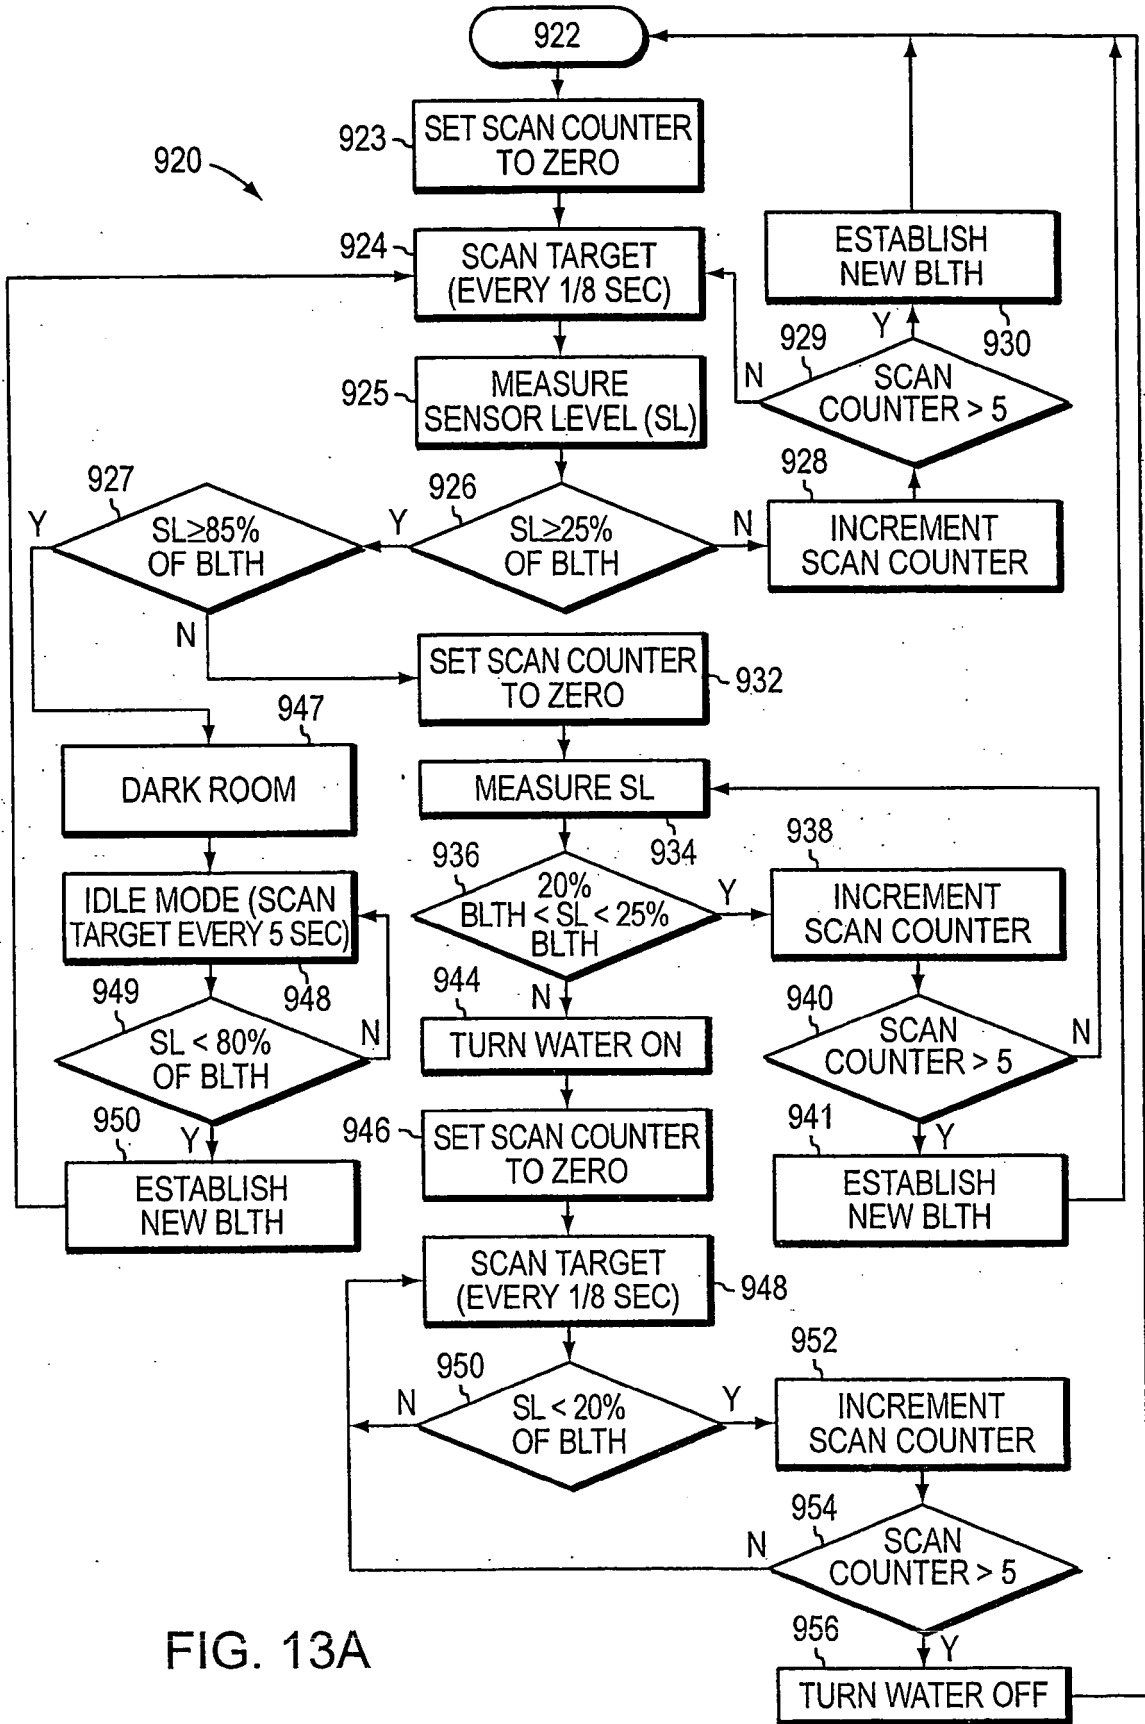 922
923
SET SCAN COUNTER
TO ZERO
920
924
SCAN TARGET
(EVERY 1/8 SEC)
ESTABLISH
NEW BLTH
930
Y
929
SCAN
COUNTER > 5
N
925
MEASURE
SENSOR LEVEL (SL)
928
INCREMENT
SCAN COUNTER
927
Y
SL≥85%
OF BLTH
N
926
Y
SL≥25%
OF BLTH
N
SET SCAN COUNTER
TO ZERO
932
947
DARK ROOM
MEASURE SL
934
936
20%
BLTH < SL < 25%
BLTH
Y
N
938
INCREMENT
SCAN COUNTER
IDLE MODE (SCAN
TARGET EVERY 5 SEC)
948
949
SL < 80%
OF BLTH
N
Y
944
TURN WATER ON
940
SCAN
COUNTER > 5
N
Y
950
ESTABLISH
NEW BLTH
946
SET SCAN COUNTER
TO ZERO
941
ESTABLISH
NEW BLTH
SCAN TARGET
(EVERY 1/8 SEC)
948
950
N
SL < 20%
OF BLTH
Y
952
INCREMENT
SCAN COUNTER
954
N
SCAN
COUNTER > 5
Y
956
TURN WATER OFF
FIG. 13A